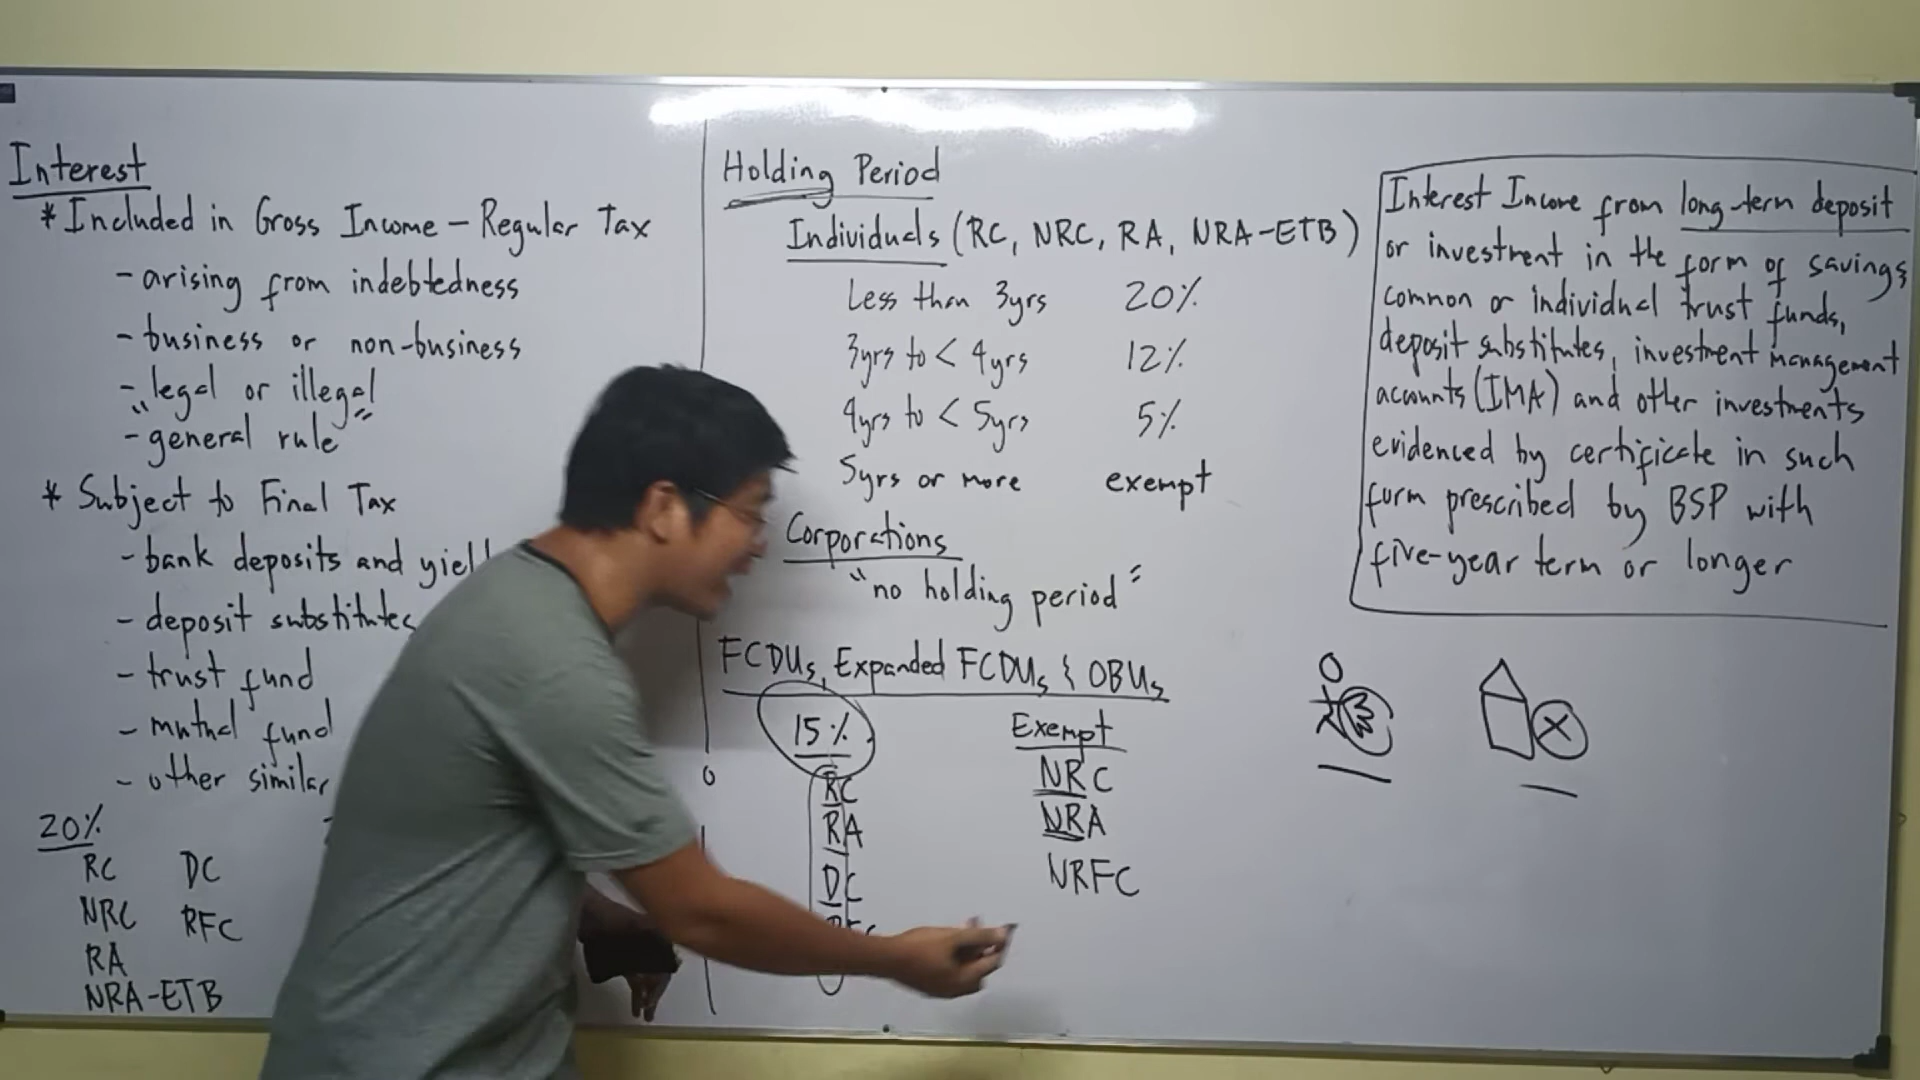 Interest
* Included in Gross Income - Regular Tax
- arising from indebtedness
- business or non-business
- legal or illegal
- "general rule"
* Subject to Final Tax
- bank deposits and
- deposit substitutes
- trust fund
- mutual fund
- other similar
20%
RC DC
NRC RFC
RA
NRA-ETB
Holding Period
Individuals (RC, NRC, RA, NRA-ETB)
Less than 3yrs 20%
3yrs to < 4yrs 12%
4yrs to < 5yrs 5%
5yrs or more exempt
Corporations
"no holding period"
FCDUs, Expanded FCDUs & OBUs
15% Exempt
RC NRC
RA NRA
DC NRFC
Interest Income from long-term deposit
or investment in the form of savings
common or individual trust funds,
deposit substitutes, investment management
accounts (IMA) and other investments
evidenced by certificate in such
form prescribed by BSP with
five-year term or longer